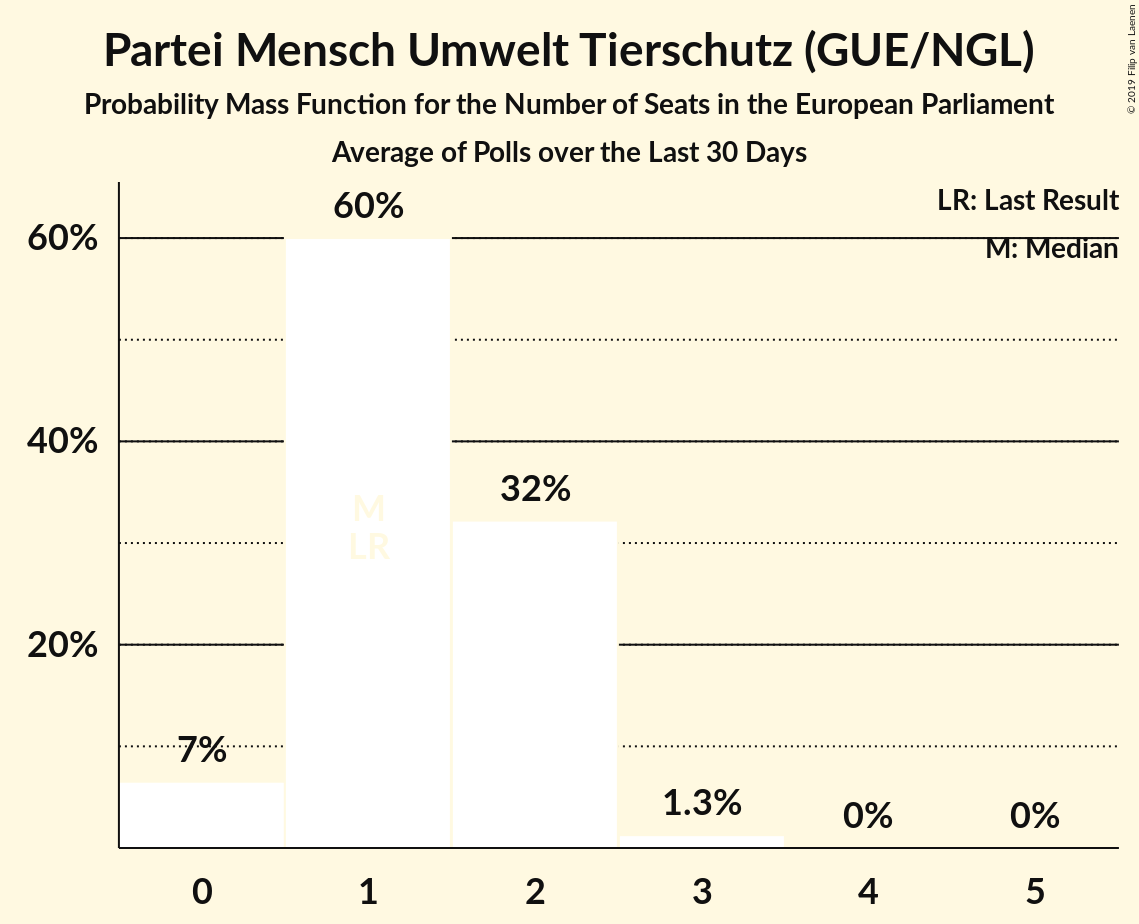 Partei Mensch Umwelt Tierschutz (GUE/NGL)
Probability Mass Function for the Number of Seats in the European Parliament
Average of Polls over the Last 30 Days
© 2019 Filip van Laenen
LR: Last Result
M: Median
60%
40%
20%
7%
60%
M
LR
32%
1.3%
0%
0%
0 1 2 3 4 5